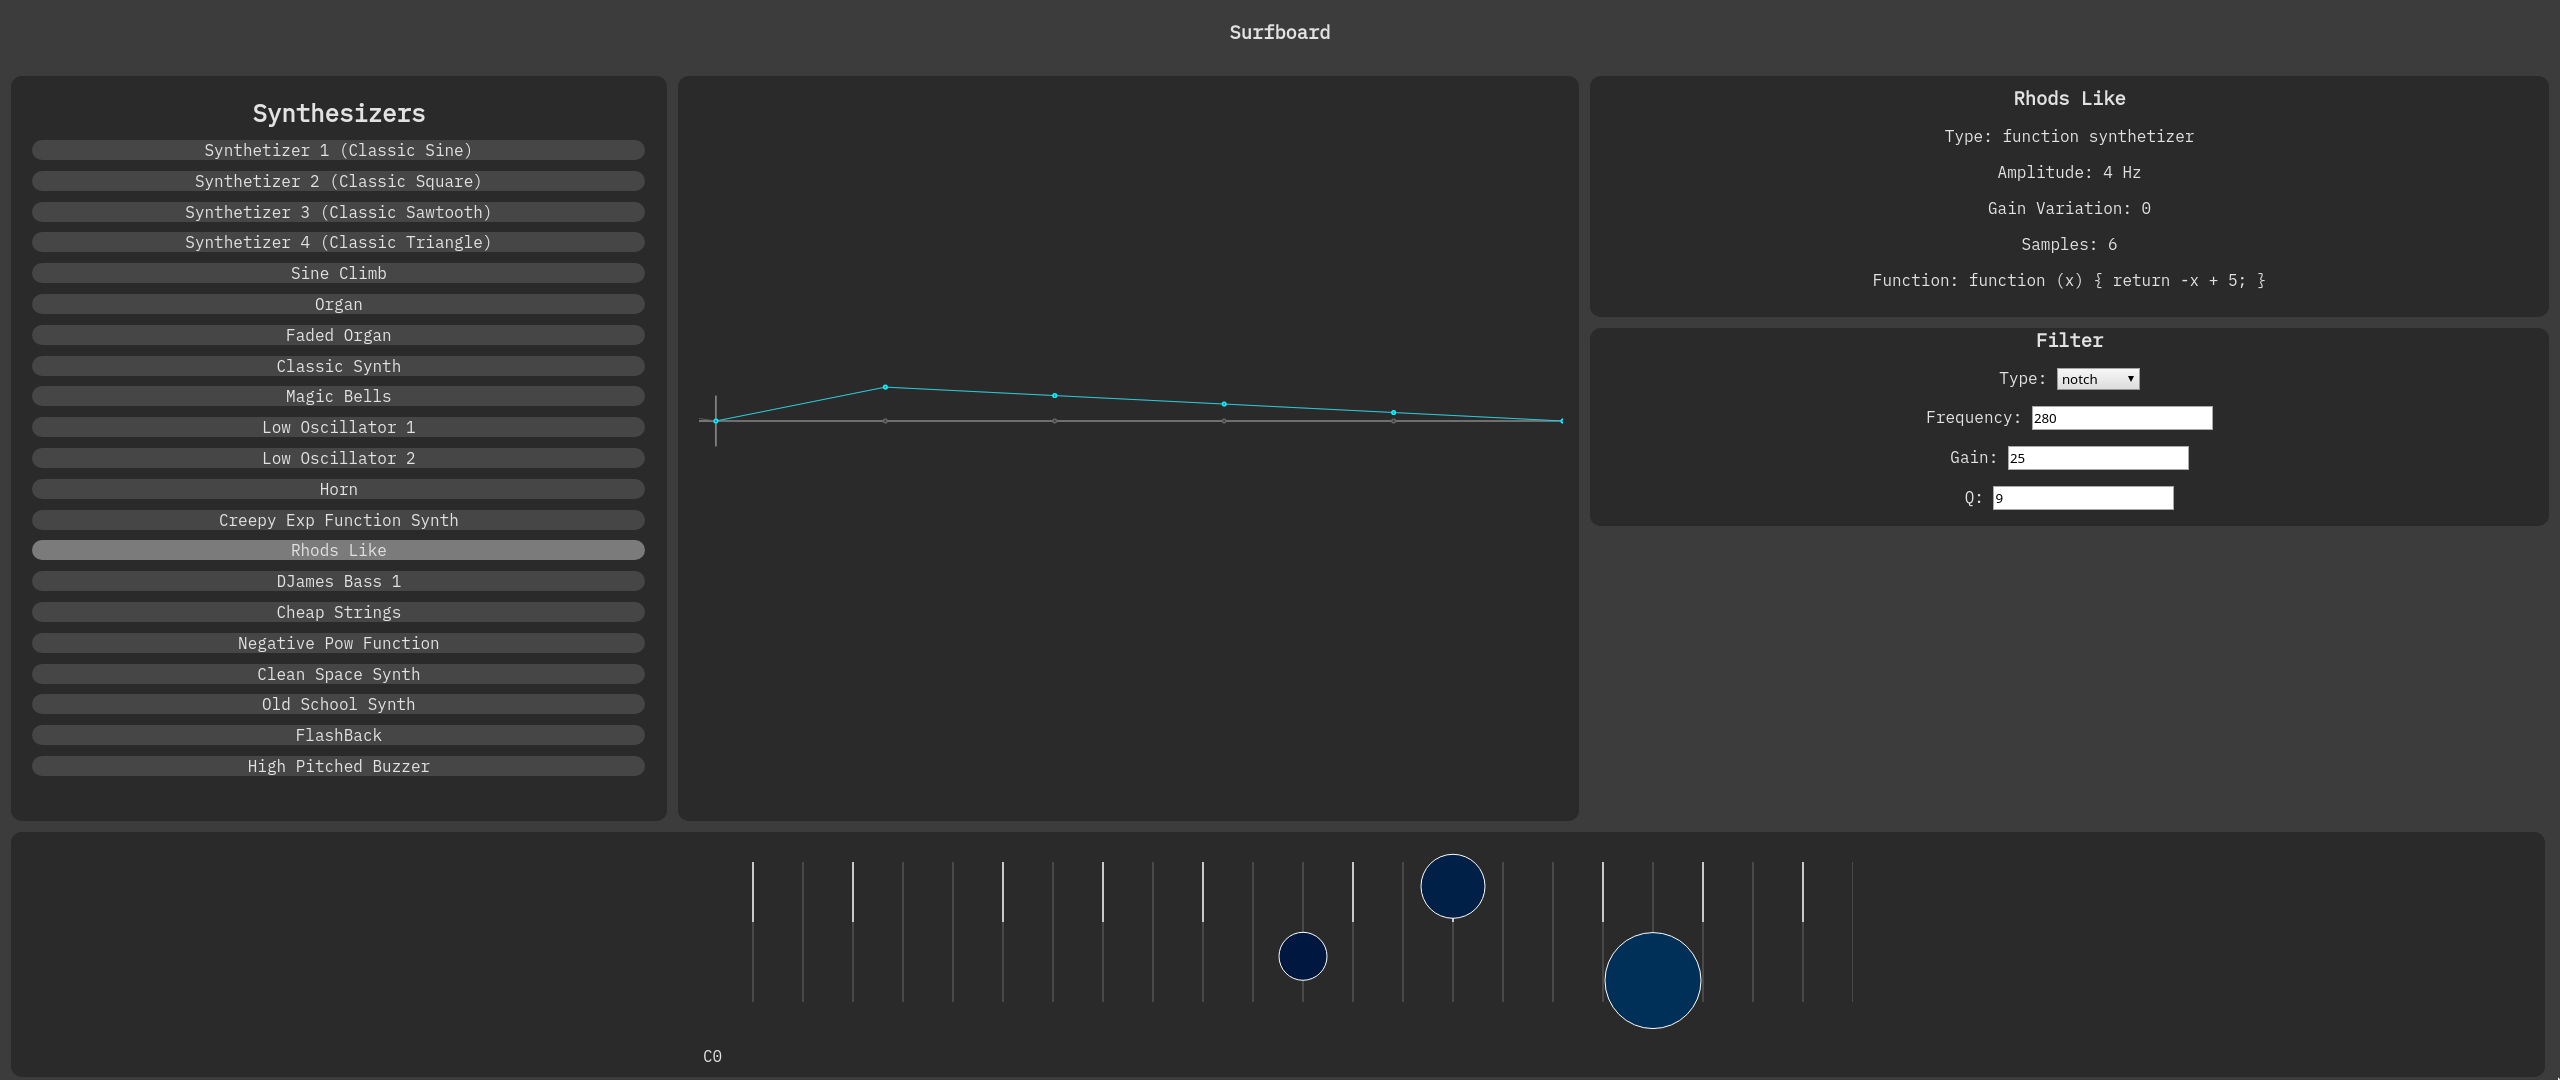 Surfboard
Synthesizers
Synthetizer 1 (Classic Sine)
Synthetizer 2 (Classic Square)
Synthetizer 3 (Classic Sawtooth)
Synthetizer 4 (Classic Triangle)
Sine Climb
Organ
Faded Organ
Classic Synth
Magic Bells
Low Oscillator 1
Low Oscillator 2
Horn
Creepy Exp Function Synth
Rhods Like
DJames Bass 1
Cheap Strings
Negative Pow Function
Clean Space Synth
Old School Synth
FlashBack
High Pitched Buzzer
Rhods Like
Type: function synthetizer
Amplitude: 4 Hz
Gain Variation: 0
Samples: 6
Function: function (x) { return -x + 5; }
Filter
Type: notch
Frequency: 280
Gain: 25
Q: 9
C0